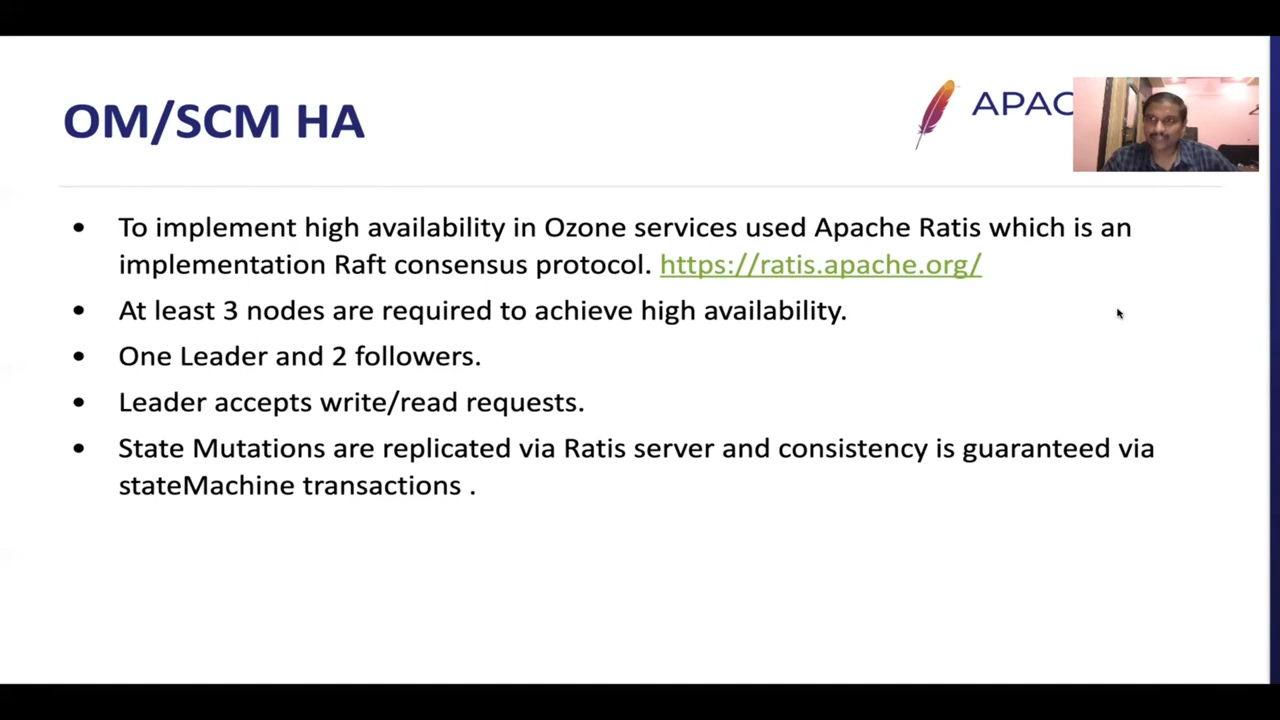 OM/SCM HA
APAC
• To implement high availability in Ozone services used Apache Ratis which is an
implementation Raft consensus protocol. https://ratis.apache.org/
• At least 3 nodes are required to achieve high availability.
• One Leader and 2 followers.
• Leader accepts write/read requests.
• State Mutations are replicated via Ratis server and consistency is guaranteed via
stateMachine transactions .